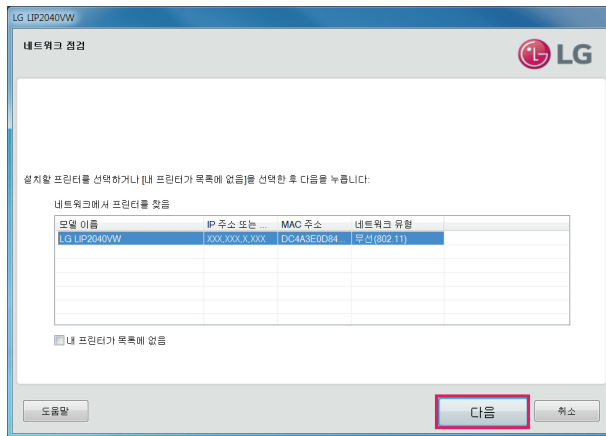 LG LIP2040VW
네트워크 점검
LG
설치할 프린터를 선택하거나 [내 프린터가 목록에 없음]을 선택한 후 다음을 누릅니다:
네트워크에서 프린터를 찾음
모델 이름 IP 주소 또는 ... MAC 주소 네트워크 유형
LG LIP2040VW XXX,XXX,X,XXX DC4A3E0D84... 무선(802.11)
내 프린터가 목록에 없음
도움말 다음 취소